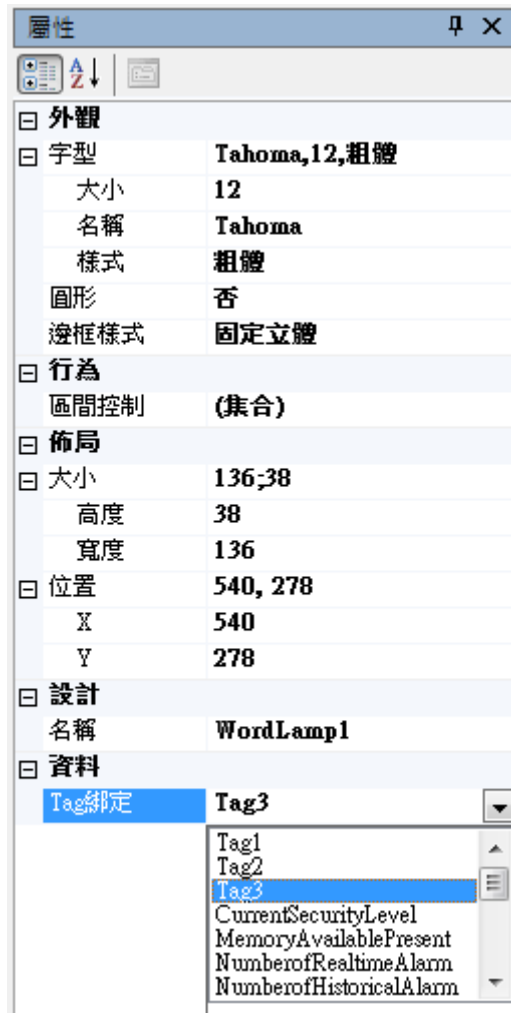 屬性
外觀
字型 Tahoma,12,粗體
大小 12
名稱 Tahoma
樣式 粗體
圓形 否
邊框樣式 固定立體
行為
區間控制 (集合)
佈局
大小 136;38
高度 38
寬度 136
位置 540, 278
X 540
Y 278
設計
名稱 WordLamp1
資料
Tag綁定 Tag3
Tag1
Tag2
Tag3
CurrentSecurityLevel
MemoryAvailablePresent
NumberofRealtimeAlarm
NumberofHistoricalAlarm